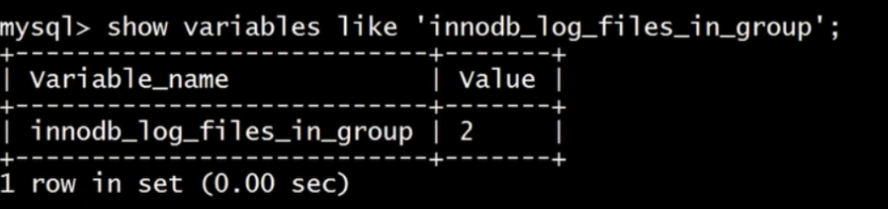 mysql> show variables like 'innodb_log_files_in_group';
+---------------------------+-------+
| Variable_name             | Value |
+---------------------------+-------+
| innodb_log_files_in_group | 2     |
+---------------------------+-------+
1 row in set (0.00 sec)